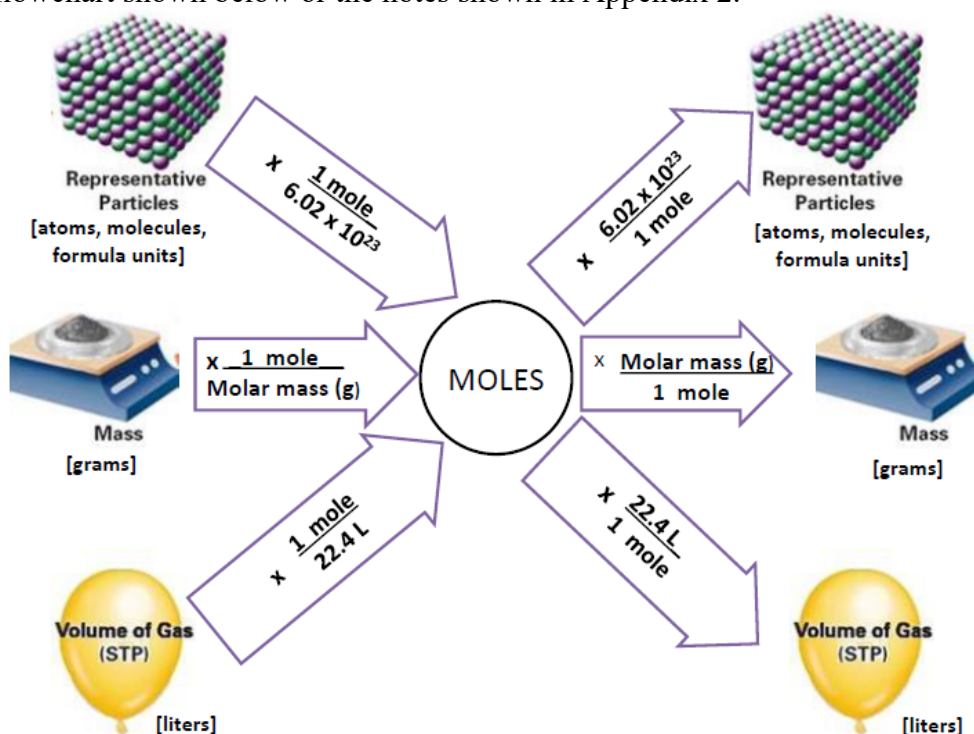 flowchart shown below or the notes shown in Appendix 2.
Representative
Particles
[atoms, molecules,
formula units]
x 1 mole
6.02 x 10²³
x 6.02 x 10²³
1 mole
Representative
Particles
[atoms, molecules,
formula units]
Mass
[grams]
x 1 mole
Molar mass (g)
MOLES
x Molar mass (g)
1 mole
Mass
[grams]
Volume of Gas
(STP)
[liters]
x 1 mole
22.4 L
x 22.4 L
1 mole
Volume of Gas
(STP)
[liters]